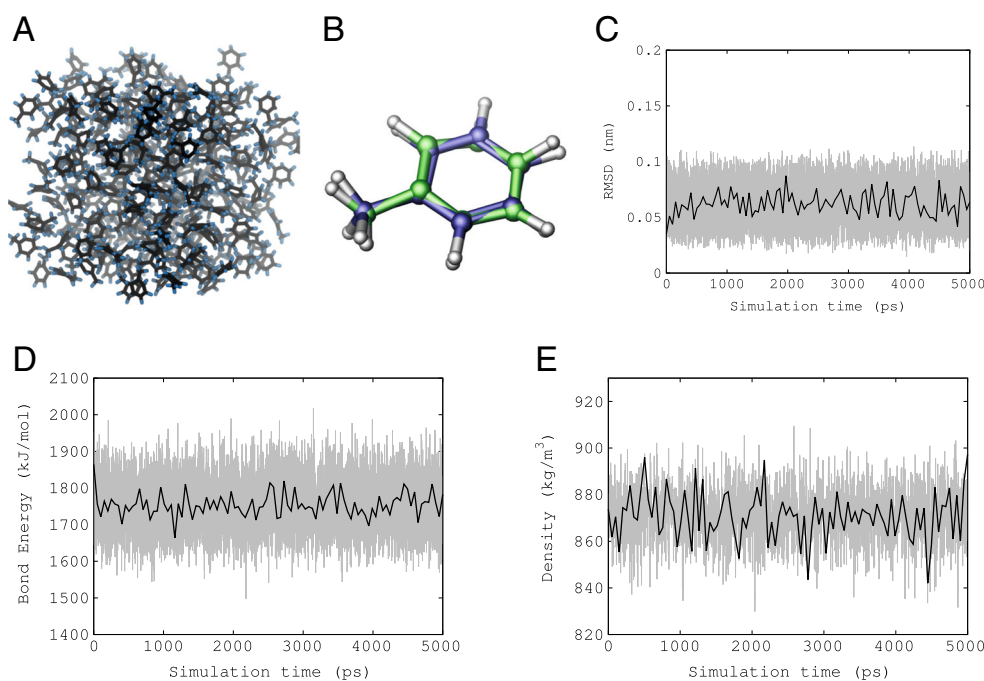 A
B
C
0.2
0.15
0.1
0.05
0
RMSD (nm)
0 1000 2000 3000 4000 5000
Simulation time (ps)
D
2100
2000
1900
1800
1700
1600
1500
1400
Bond Energy (kJ/mol)
0 1000 2000 3000 4000 5000
Simulation time (ps)
E
920
900
880
860
840
820
Density (kg/m³)
0 1000 2000 3000 4000 5000
Simulation time (ps)